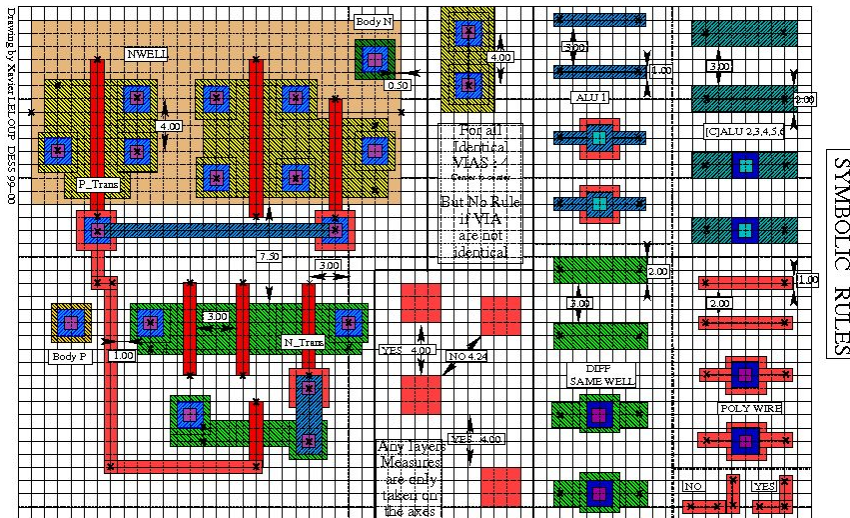 Drawing by Xavier LELOUP DESS 99-00
NWELL
Body N
0.50
4.00
P_Trans
7.50
3.00
3.00
N_Trans
Body P
1.00
4.00
For all
Identical
VIAS : 4
Center to center
But No Rule
if VIA
are not
identical
YES 4.00
NO 4.24
YES 4.00
Any layers
Measures
are only
taken on
the axes
3.00
1.00
ALU 1
2.00
3.00
DIFF
SAME WELL
3.00
2.00
[C]ALU 2,3,4,5,6
1.00
2.00
POLY WIRE
NO
YES
SYMBOLIC RULES